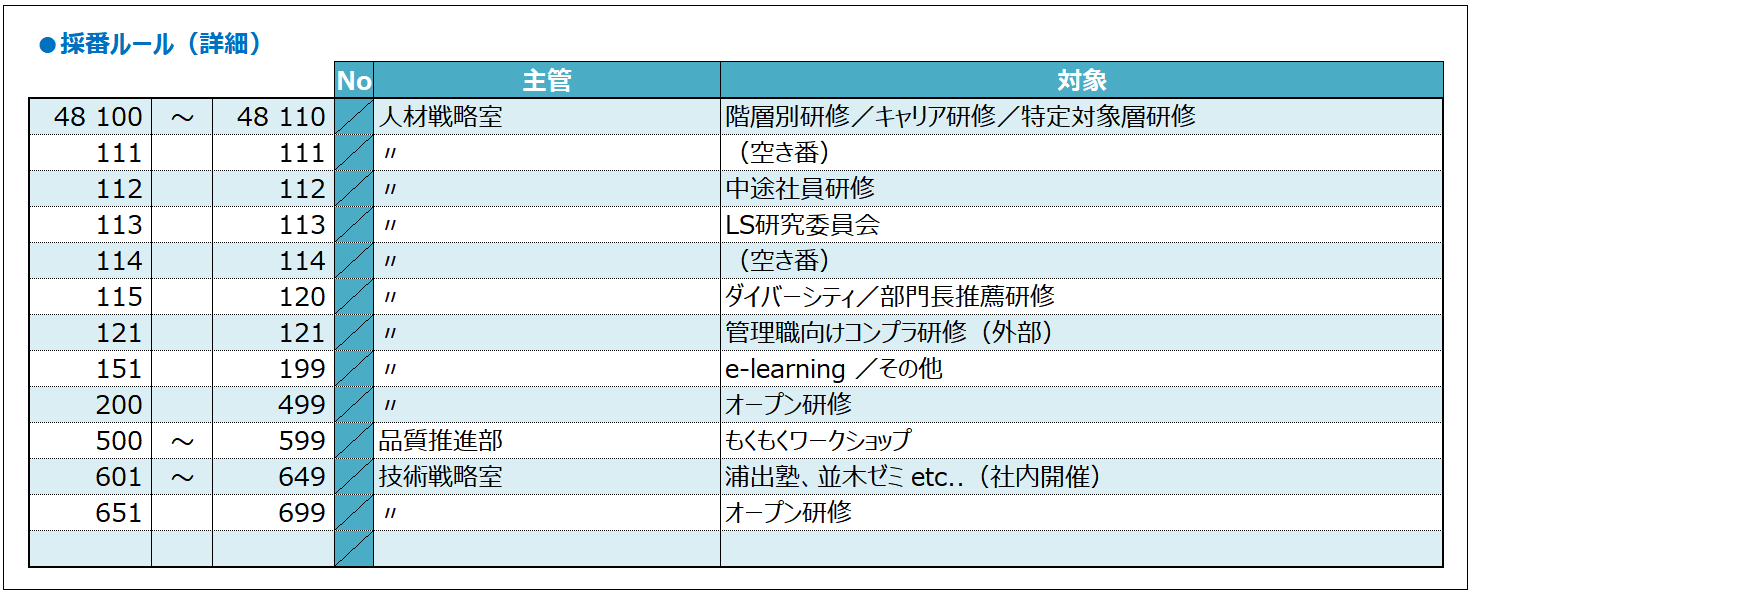 ●採番ルール（詳細）
No 主管 対象
48 100 ～ 48 110 人材戦略室 階層別研修／キャリア研修／特定対象層研修
111 111 〃 （空き番）
112 112 〃 中途社員研修
113 113 〃 LS研究委員会
114 114 〃 （空き番）
115 120 〃 ダイバーシティ／部門長推薦研修
121 121 〃 管理職向けコンプラ研修（外部）
151 199 〃 e-learning ／その他
200 499 〃 オープン研修
500 ～ 599 品質推進部 もくもくワークショップ
601 ～ 649 技術戦略室 浦出塾、並木ゼミ etc..（社内開催）
651 699 〃 オープン研修